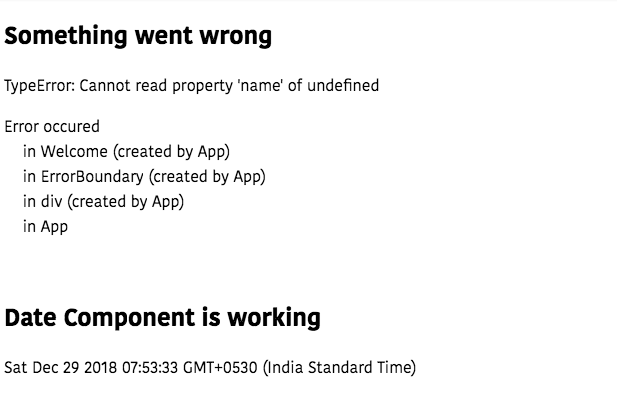 Something went wrong
TypeError: Cannot read property 'name' of undefined
Error occured
in Welcome (created by App)
in ErrorBoundary (created by App)
in div (created by App)
in App
Date Component is working
Sat Dec 29 2018 07:53:33 GMT+0530 (India Standard Time)